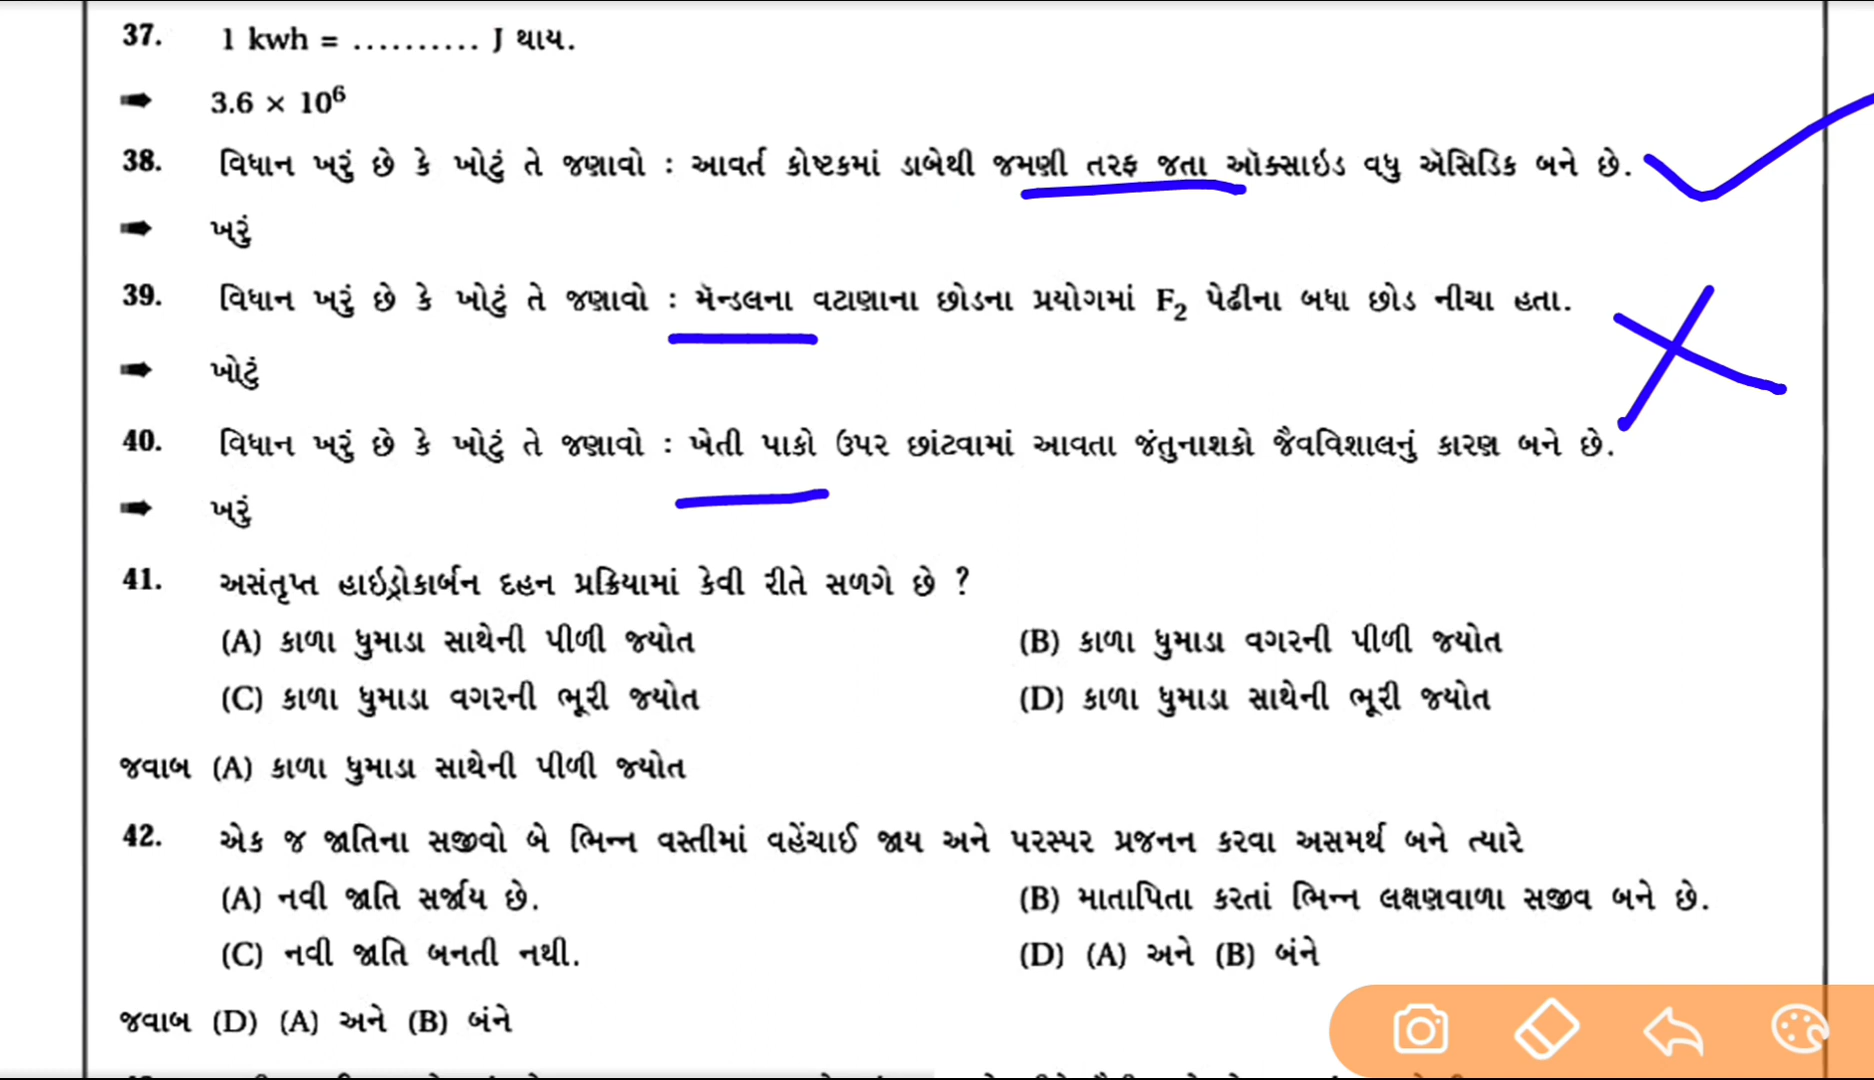 37. 1 kwh = .......... J થાય.
➡ 3.6 × 10⁶
38. વિધાન ખરું છે કે ખોટું તે જણાવો : આવર્ત કોષ્ટકમાં ડાબેથી જમણી તરફ જતા ઑક્સાઇડ વધુ ઍસિડિક બને છે.
➡ ખરું
39. વિધાન ખરું છે કે ખોટું તે જણાવો : મૅન્ડલના વટાણાના છોડના પ્રયોગમાં F₂ પેઢીના બધા છોડ નીચા હતા.
➡ ખોટું
40. વિધાન ખરું છે કે ખોટું તે જણાવો : ખેતી પાકો ઉપર છાંટવામાં આવતા જંતુનાશકો જૈવવિશાલનું કારણ બને છે.
➡ ખરું
41. અસંતૃપ્ત હાઇડ્રોકાર્બન દહન પ્રક્રિયામાં કેવી રીતે સળગે છે ?
(A) કાળા ધુમાડા સાથેની પીળી જ્યોત (B) કાળા ધુમાડા વગરની પીળી જ્યોત
(C) કાળા ધુમાડા વગરની ભૂરી જ્યોત (D) કાળા ધુમાડા સાથેની ભૂરી જ્યોત
જવાબ (A) કાળા ધુમાડા સાથેની પીળી જ્યોત
42. એક જ જાતિના સજીવો બે ભિન્ન વસ્તીમાં વહેંચાઈ જાય અને પરસ્પર પ્રજનન કરવા અસમર્થ બને ત્યારે
(A) નવી જાતિ સર્જાય છે. (B) માતાપિતા કરતાં ભિન્ન લક્ષણવાળા સજીવ બને છે.
(C) નવી જાતિ બનતી નથી. (D) (A) અને (B) બંને
જવાબ (D) (A) અને (B) બંને